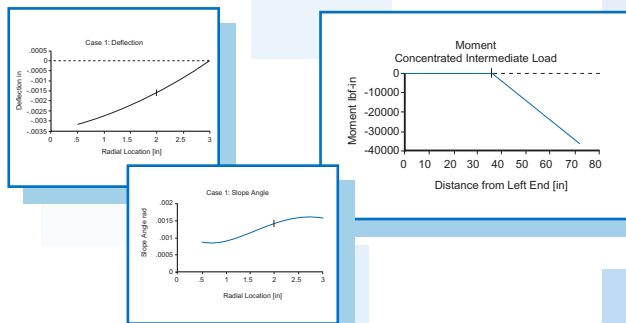 Case 1: Deflection
Deflection in
.0005
0
-.0005
-.001
-.0015
-.002
-.0025
-.003
-.0035
0 .5 1 1.5 2 2.5 3
Radial Location [in]
Moment
Concentrated Intermediate Load
Moment lbf-in
0
-10000
-20000
-30000
-40000
0 10 20 30 40 50 60 70 80
Distance from Left End [in]
Case 1: Slope Angle
Slope Angle rad
.002
.0015
.001
.0005
0
0 .5 1 1.5 2 2.5 3
Radial Location [in]